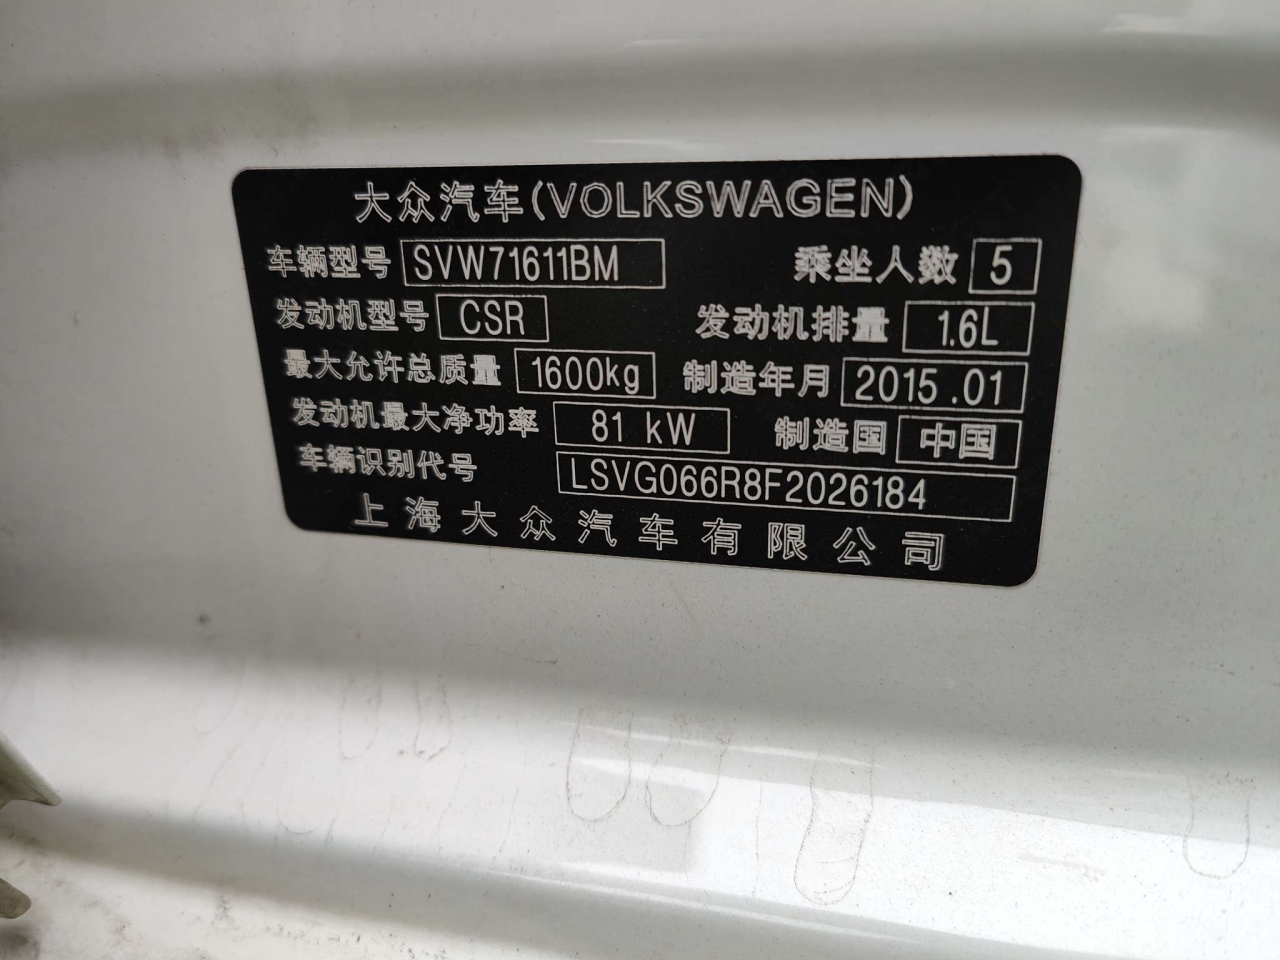 大众汽车(VOLKSWAGEN)
车辆型号 SVW71611BM 乘坐人数 5
发动机型号 CSR 发动机排量 1.6L
最大允许总质量 1600kg 制造年月 2015.01
发动机最大净功率 81 kW 制造国 中国
车辆识别代号 LSVG066R8F2026184
上海大众汽车有限公司